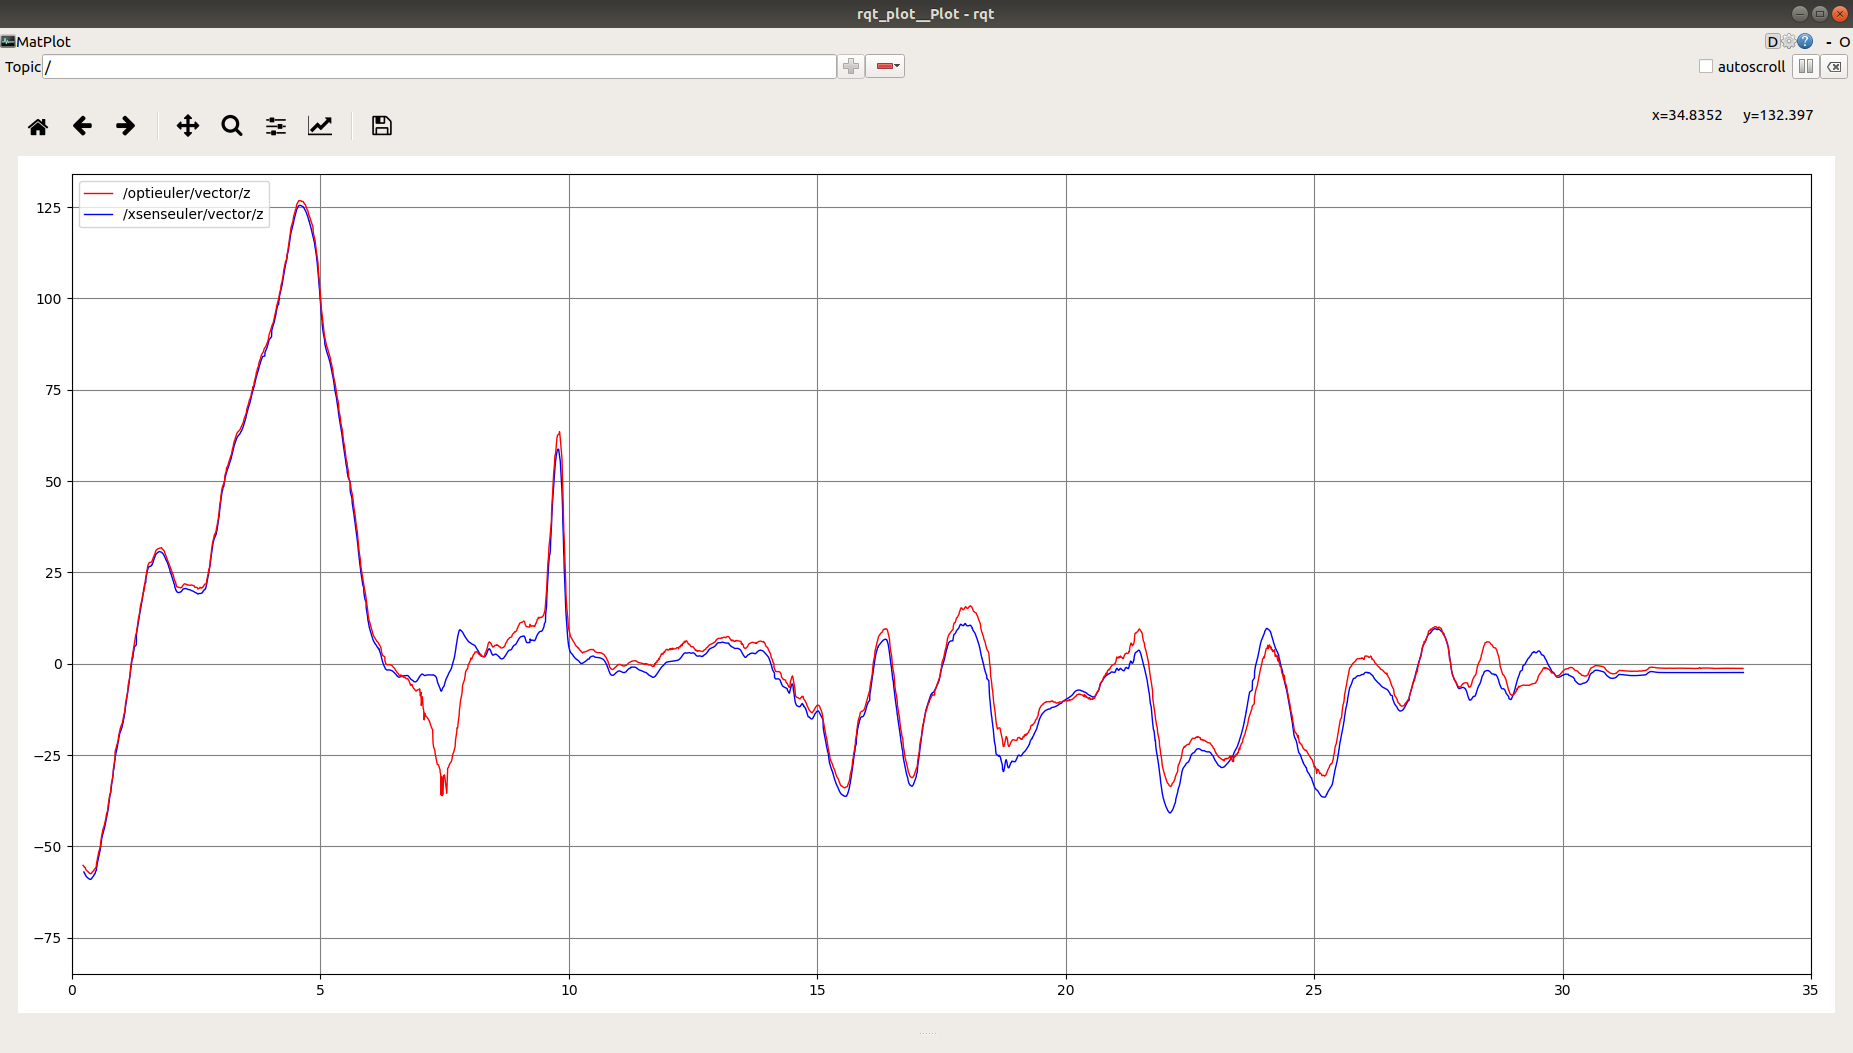 rqt_plot__Plot - rqt
MatPlot
D ? - O
Topic /
autoscroll
x=34.8352 y=132.397
/optieuler/vector/z
/xsenseuler/vector/z
125
100
75
50
25
0
−25
−50
−75
0 5 10 15 20 25 30 35